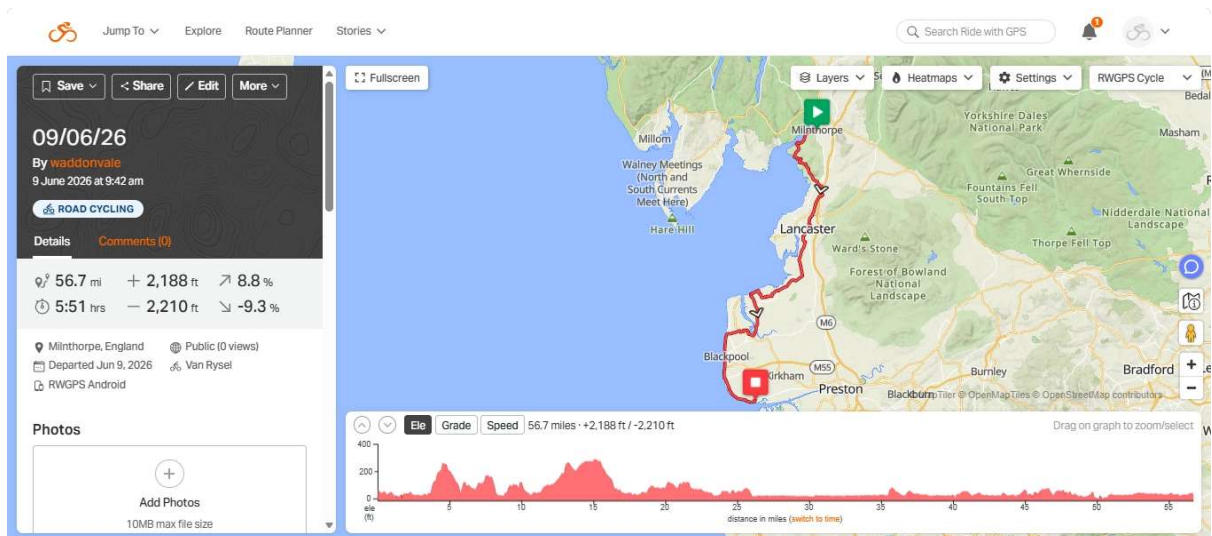 Jump To Explore Route Planner Stories
Search Ride with GPS
1
Save Share Edit More
09/06/26
By waddonvale
9 June 2026 at 9:42 am
ROAD CYCLING
Details Comments (0)
56.7 mi + 2,188 ft 8.8 %
5:51 hrs — 2,210 ft -9.3 %
Milnthorpe, England Public (0 views)
Departed Jun 9, 2026 Van Rysel
RWGPS Android
Photos
Add Photos
10MB max file size
Fullscreen
Layers Heatmaps Settings RWGPS Cycle
Bedal
Milnthorpe
Yorkshire Dales
National Park
Masham
Millom
Walney Meetings
(North and
South Currents
Meet Here)
Hare Hill
Great Whernside
Fountains Fell
South Top
Nidderdale National
Landscape
Lancaster
Ward's Stone
Thorpe Fell Top
Forest of Bowland
National
Landscape
M6
Blackpool
Kirkham
M55
Preston
Burnley
Bradford
Blackburn
OpenMapTiles © OpenStreetMap contributors
+
−
Ele Grade Speed 56.7 miles · +2,188 ft / -2,210 ft
Drag on graph to zoom/select
400
200
0
ele
(ft)
5 10 15 20 25 30 35 40 45 50 55
distance in miles (switch to time)